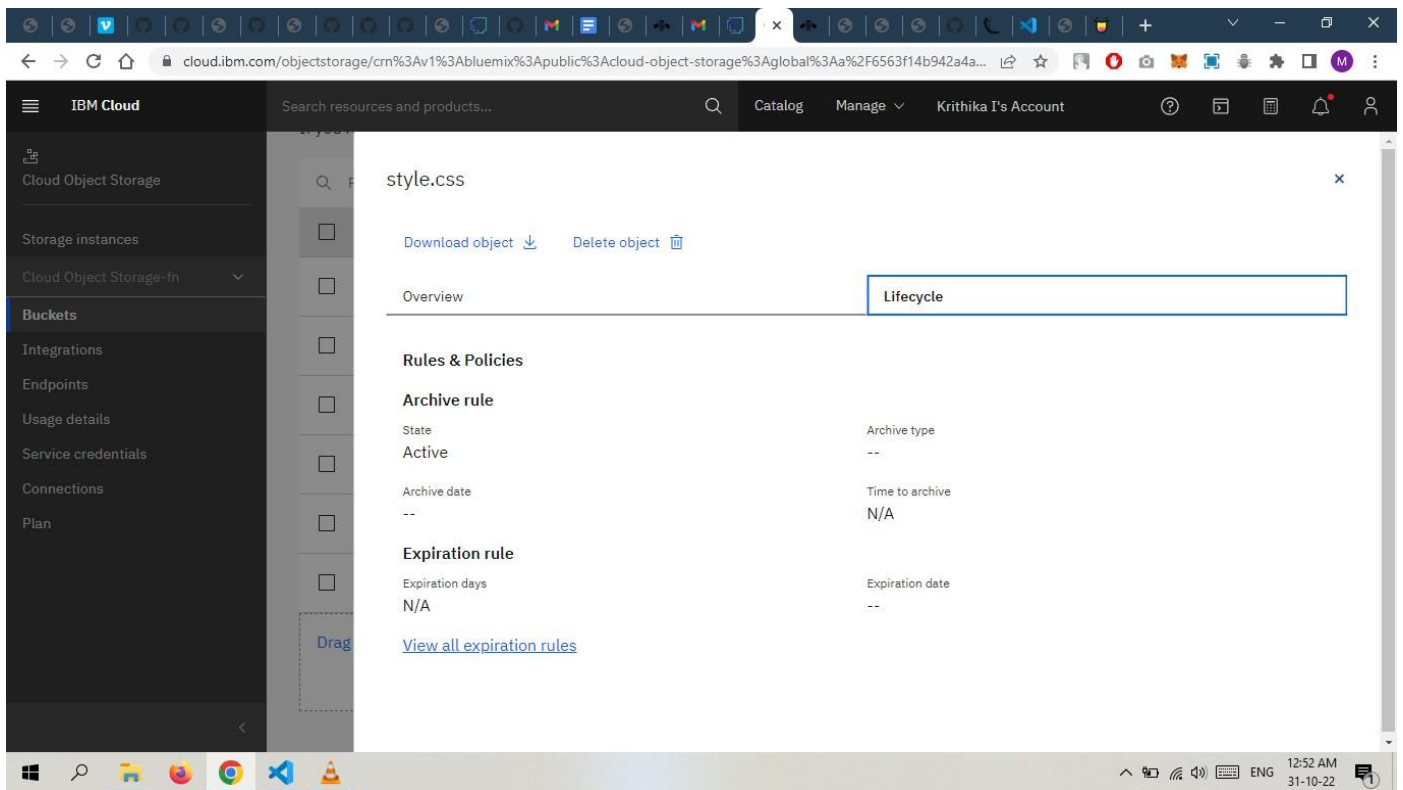 cloud.ibm.com/objectstorage/crn%3Av1%3Abluemix%3Apublic%3Acloud-object-storage%3Aglobal%3Aa%2F6563f14b942a4a...
M
IBM Cloud
Search resources and products...
Catalog
Manage
Krithika I's Account
Cloud Object Storage
Storage instances
Cloud Object Storage-fn
Buckets
Integrations
Endpoints
Usage details
Service credentials
Connections
Plan
Drag
style.css
Download object
Delete object
Overview
Lifecycle
Rules & Policies
Archive rule
State
Active
Archive type
--
Archive date
--
Time to archive
N/A
Expiration rule
Expiration days
N/A
Expiration date
--
View all expiration rules
ENG
12:52 AM
31-10-22
1